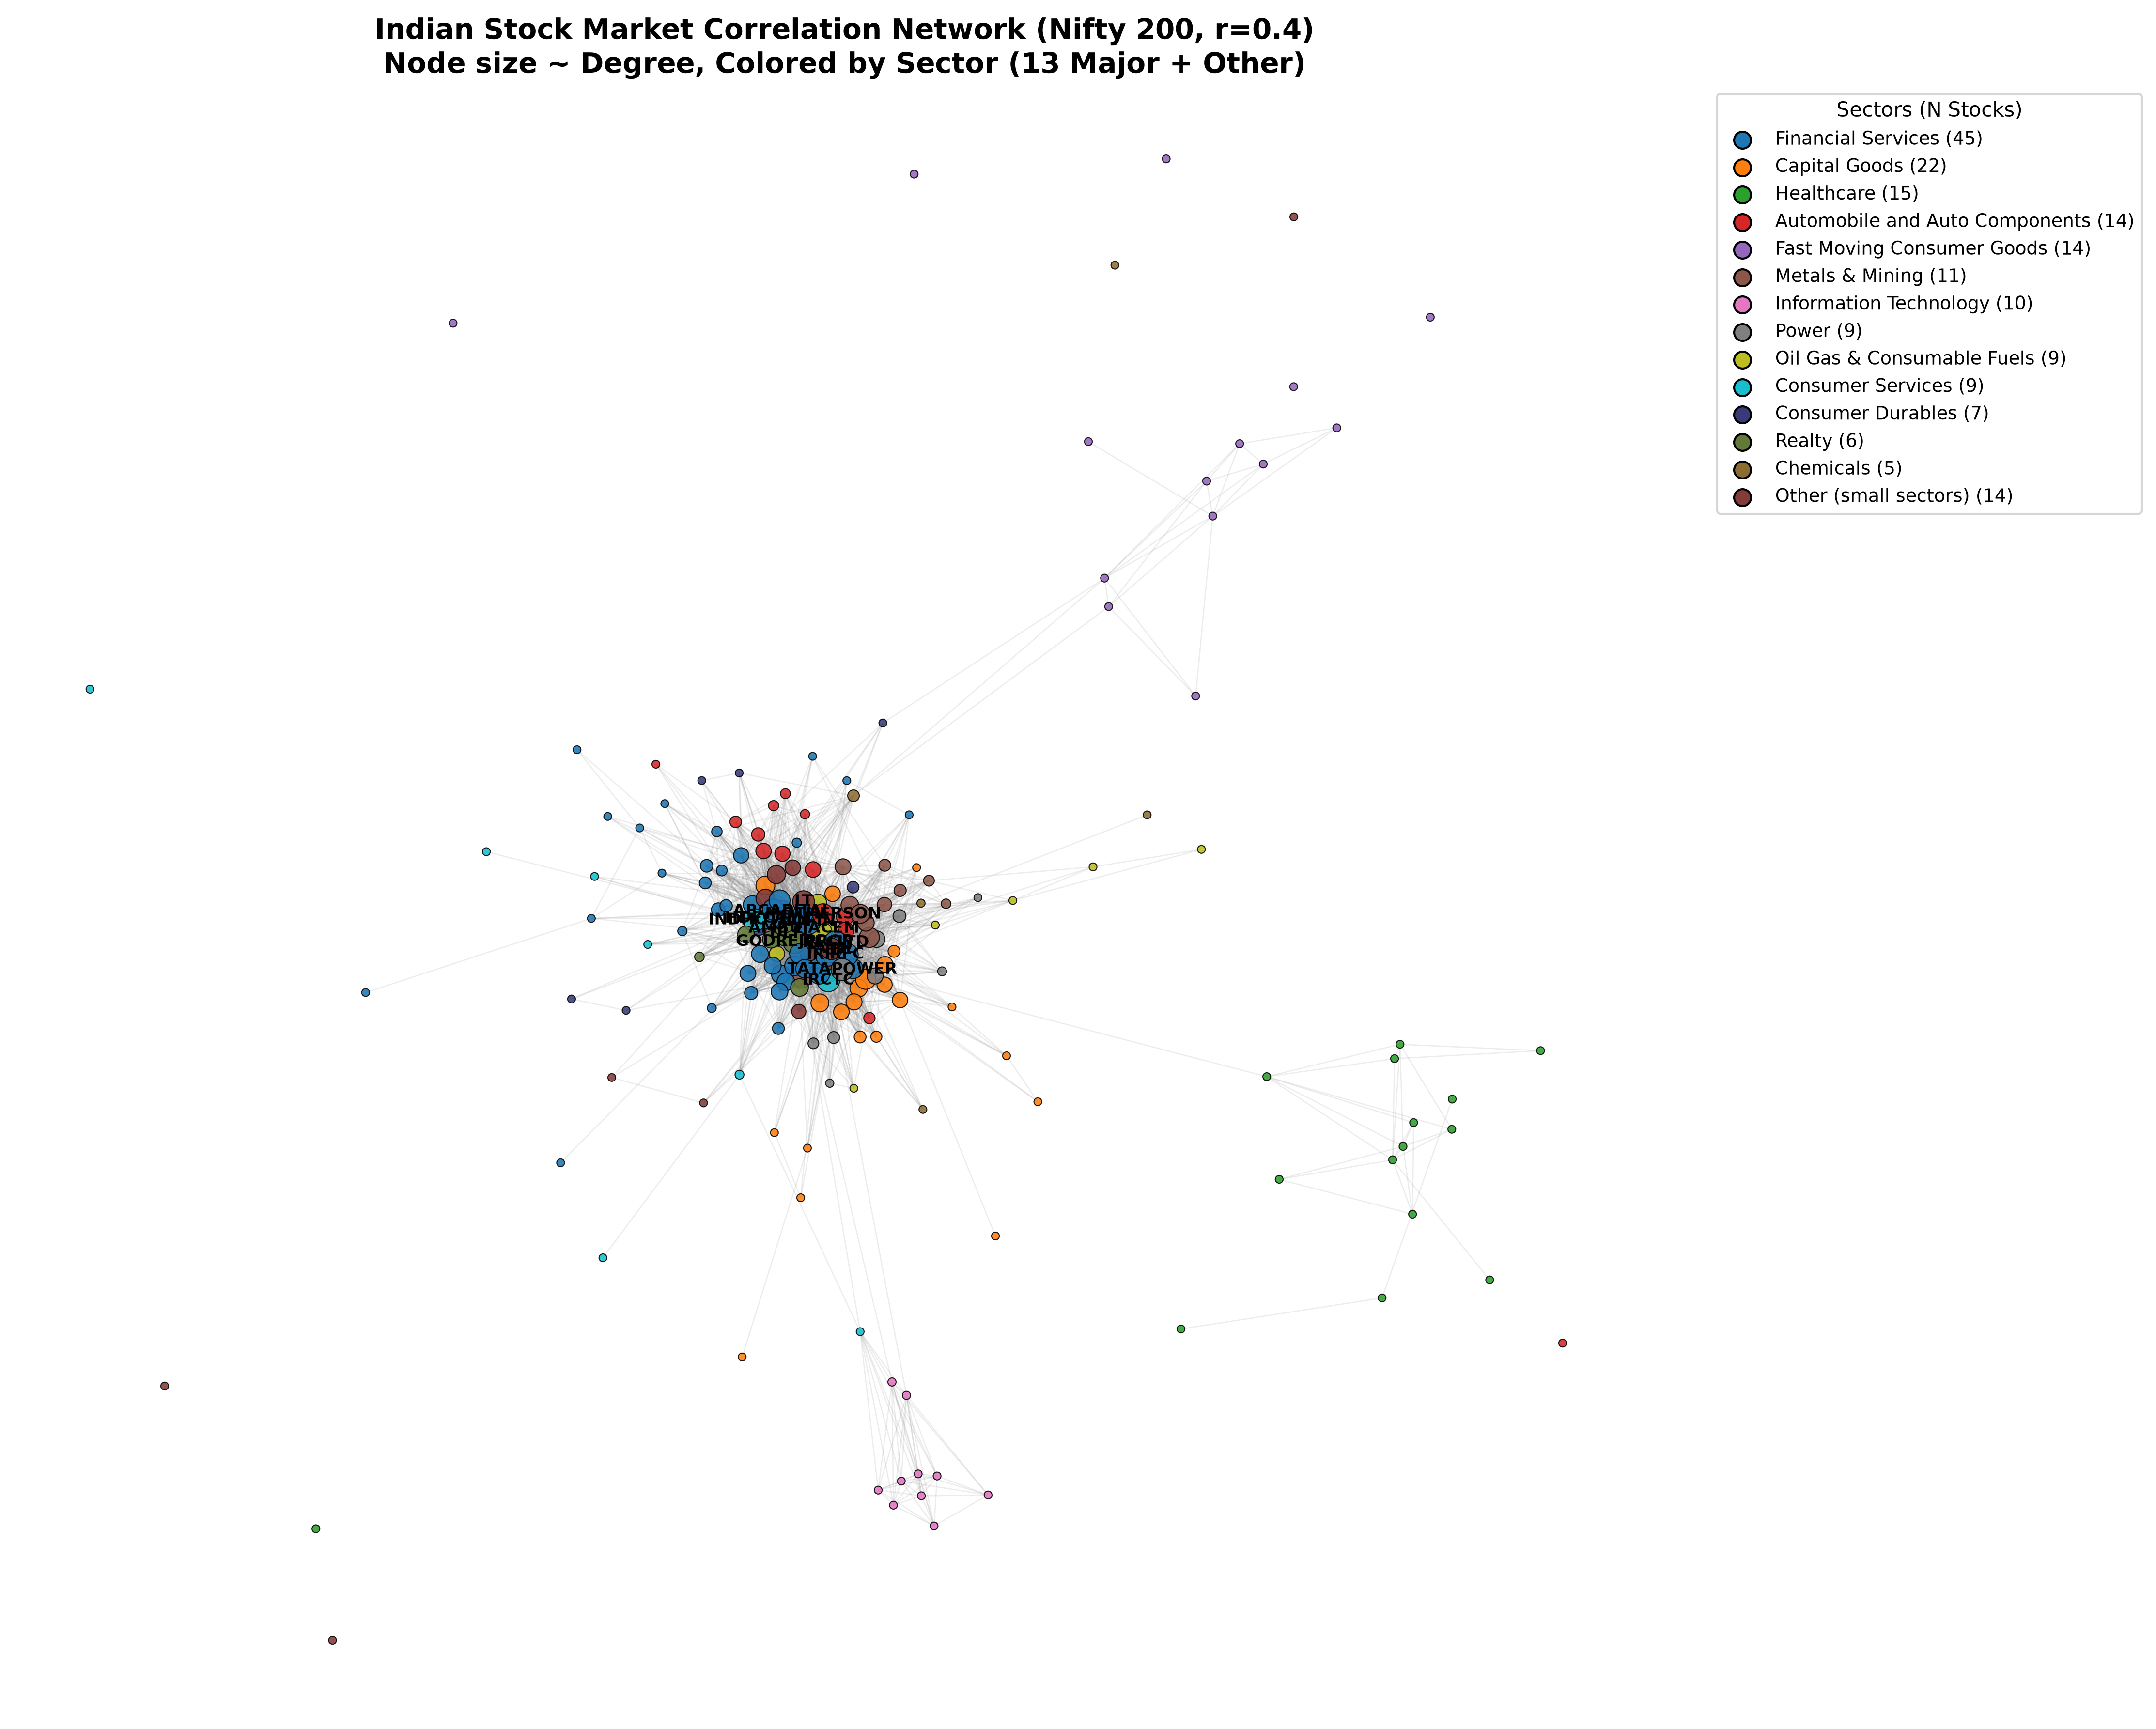 Indian Stock Market Correlation Network (Nifty 200, r=0.4)
Node size ~ Degree, Colored by Sector (13 Major + Other)
Sectors (N Stocks)
Financial Services (45)
Capital Goods (22)
Healthcare (15)
Automobile and Auto Components (14)
Fast Moving Consumer Goods (14)
Metals & Mining (11)
Information Technology (10)
Power (9)
Oil Gas & Consumable Fuels (9)
Consumer Services (9)
Consumer Durables (7)
Realty (6)
Chemicals (5)
Other (small sectors) (14)
LT
TATAPOWER
IRCTC